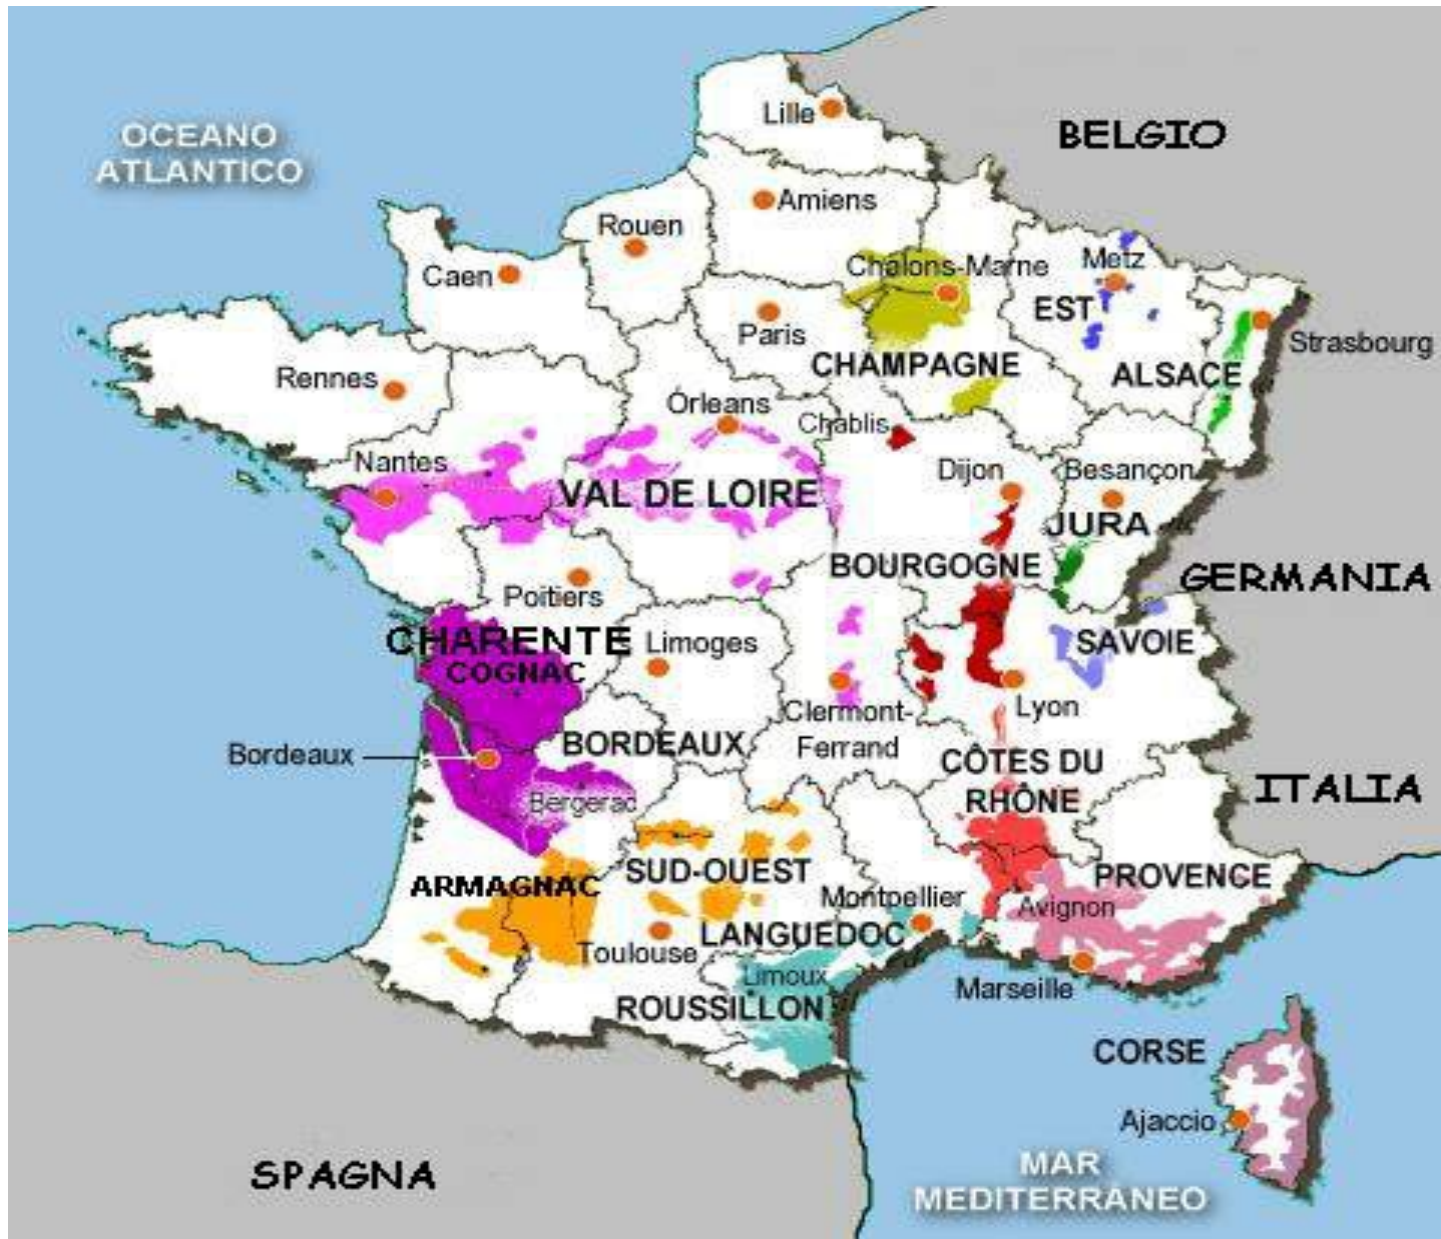 Lille
BELGIO
OCEANO
ATLANTICO
Amiens
Rouen
Caen
Chalons-Marne
Metz
EST
Paris
Strasbourg
CHAMPAGNE
ALSACE
Rennes
Órleans
Chablis
Nantes
Dijon
Besançon
VAL DE LOIRE
JURA
BOURGOGNE
GERMANIA
Poitiers
CHARENTE
COGNAC
Limoges
SAVOIE
Lyon
Clermont-
Ferrand
Bordeaux
BORDEAUX
CÔTES DU
RHÔNE
ITALIA
Bergerac
SUD-OUEST
PROVENCE
ARMAGNAC
Montpellier
Avignon
LANGUEDOC
Toulouse
Limoux
Marseille
ROUSSILLON
CORSE
Ajaccio
SPAGNA
MAR
MEDITERRÁNEO